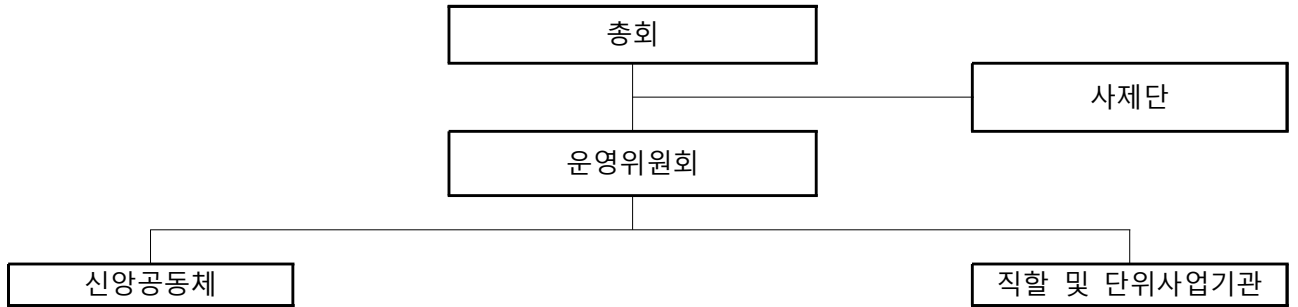 총회
사제단
운영위원회
신앙공동체
직할 및 단위사업기관